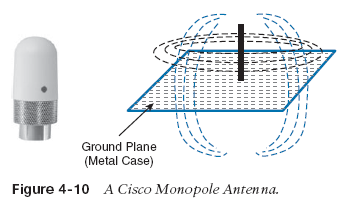 Ground Plane
(Metal Case)
Figure 4-10 A Cisco Monopole Antenna.